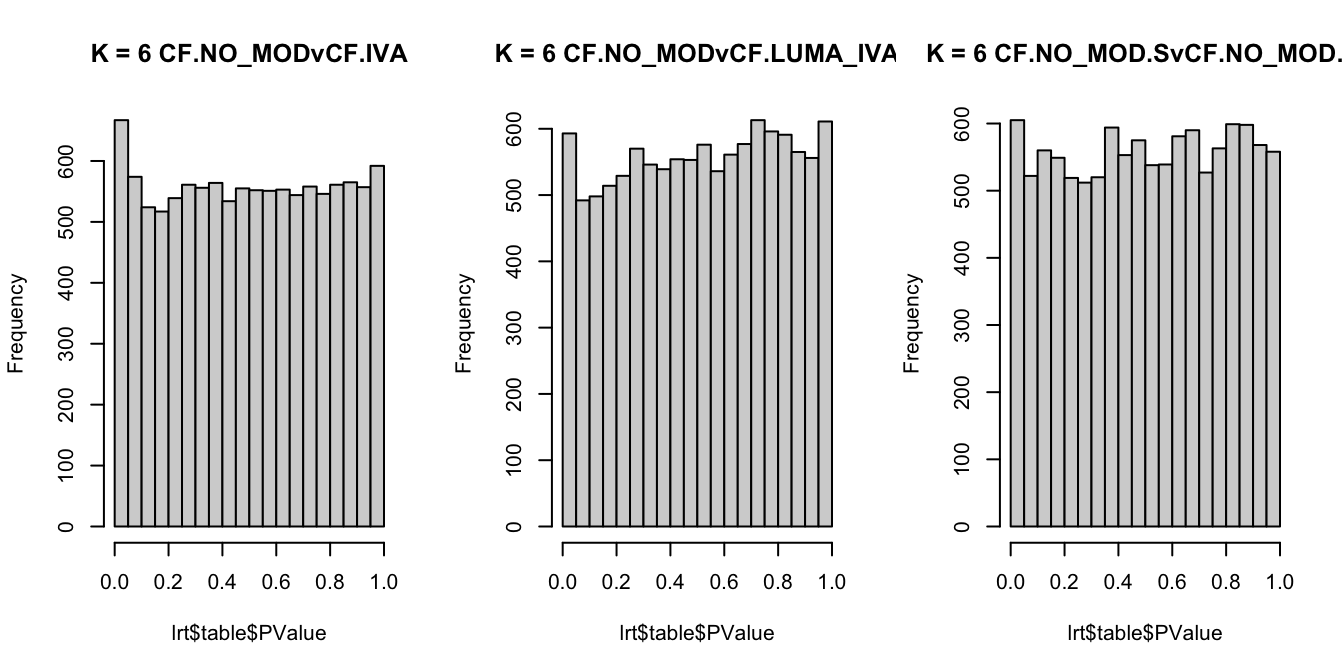 K = 6 CF.NO_MODvCF.IVA
Frequency
600
500
400
300
200
100
0
0.0 0.2 0.4 0.6 0.8 1.0
lrt$table$PValue
K = 6 CF.NO_MODvCF.LUMA_IVA
Frequency
600
500
400
300
200
100
0
0.0 0.2 0.4 0.6 0.8 1.0
lrt$table$PValue
K = 6 CF.NO_MOD.SvCF.NO_MOD.
Frequency
600
500
400
300
200
100
0
0.0 0.2 0.4 0.6 0.8 1.0
lrt$table$PValue